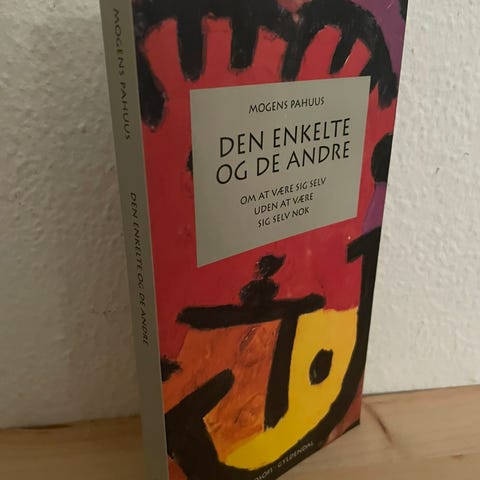 MOGENS PAHUUS
DEN ENKELTE
OG DE ANDRE
OM AT VÆRE SIG SELV
UDEN AT VÆRE
SIG SELV NOK
GYLDENDAL
MOGENS PAHUUS
DEN ENKELTE OG DE ANDRE